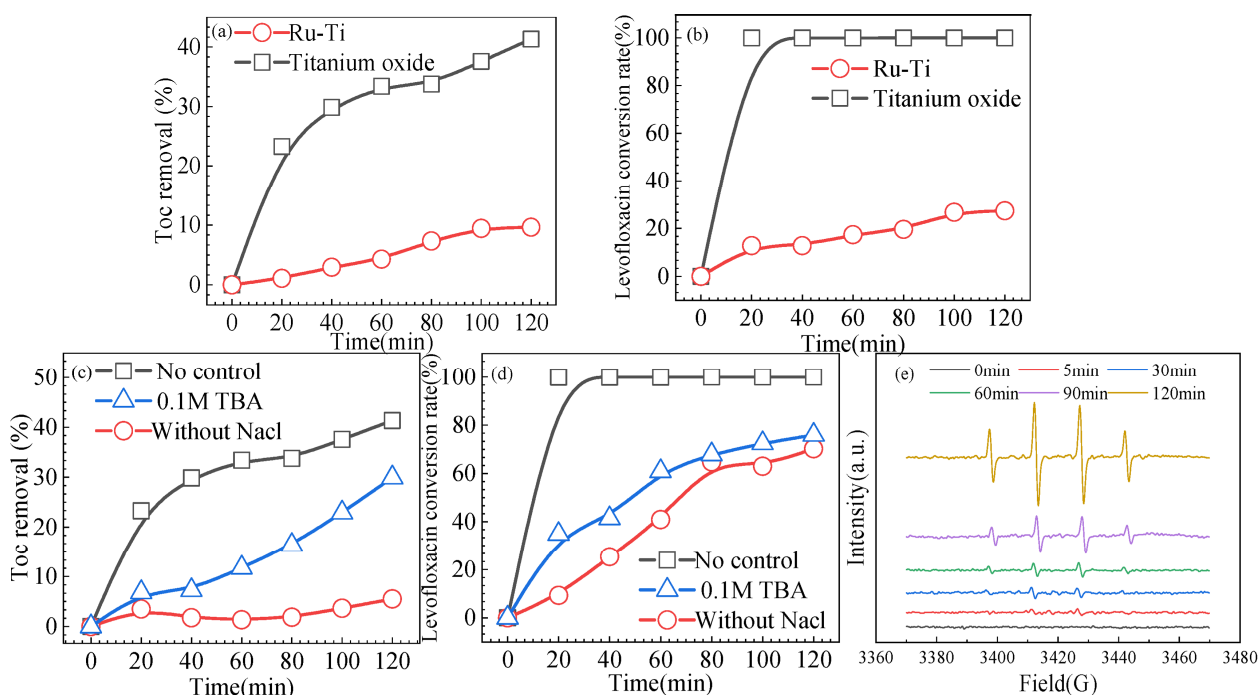 (a)
Ru-Ti
Titanium oxide
Toc removal (%)
40
30
20
10
0
0 20 40 60 80 100 120
Time(min)
(b)
Ru-Ti
Titanium oxide
Levofloxacin conversion rate(%)
100
80
60
40
20
0
0 20 40 60 80 100 120
Time(min)
(c)
No control
0.1M TBA
Without Nacl
Toc removal (%)
50
40
30
20
10
0
0 20 40 60 80 100 120
Time(min)
(d)
No control
0.1M TBA
Without Nacl
Levofloxacin conversion rate(%)
100
80
60
40
20
0
0 20 40 60 80 100 120
Time(min)
(e)
0min 5min 30min
60min 90min 120min
Intensity(a.u.)
3360 3380 3400 3420 3440 3460 3480
Field(G)